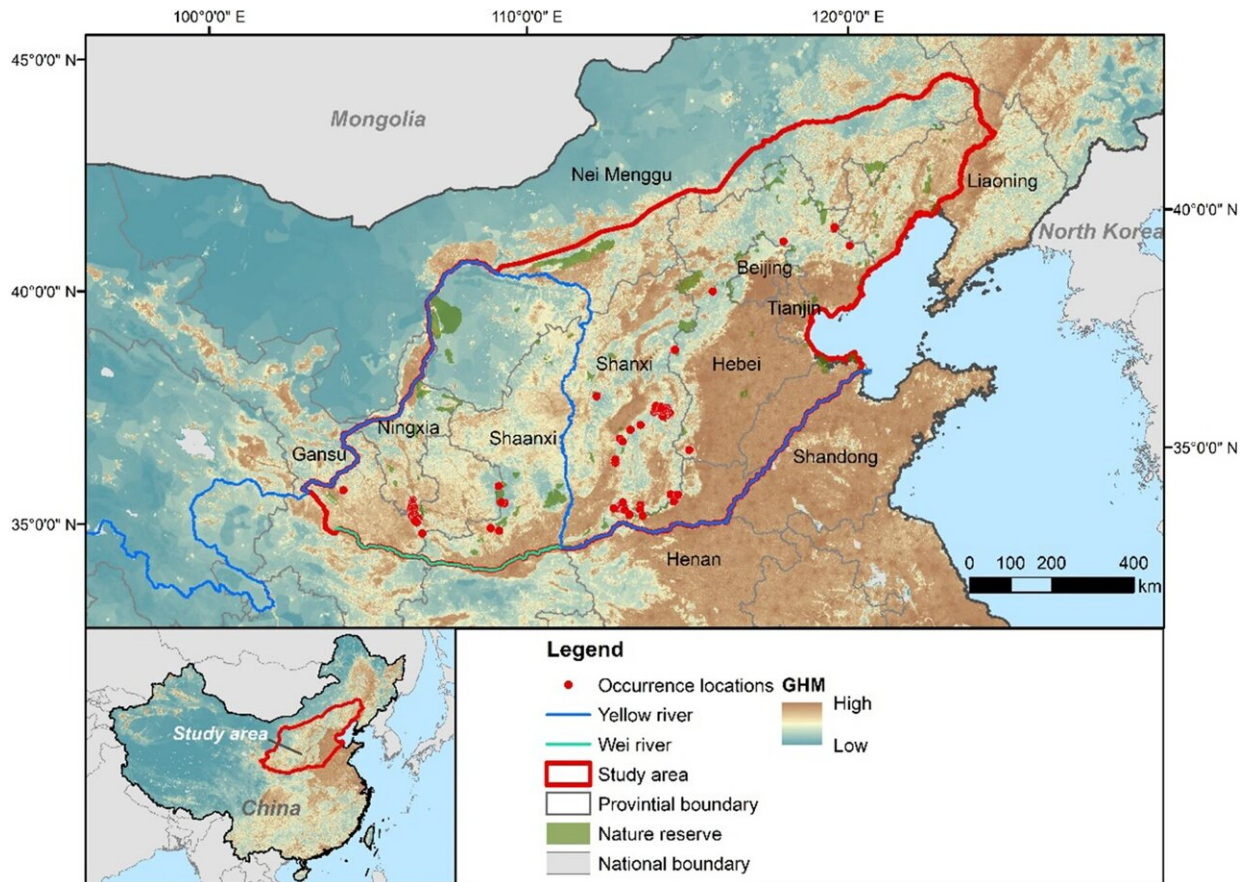 100°0'0" E
110°0'0" E
120°0'0" E
45°0'0" N
Mongolia
Nei Menggu
Liaoning
40°0'0" N
North Korea
Beijing
40°0'0" N
Tianjin
Shanxi
Hebei
Ningxia
Shaanxi
Gansu
35°0'0" N
Shandong
35°0'0" N
Henan
0 100 200 400
km
Legend
Occurrence locations
GHM
Yellow river
High
Wei river
Low
Study area
Provintial boundary
Nature reserve
National boundary
Study area
China